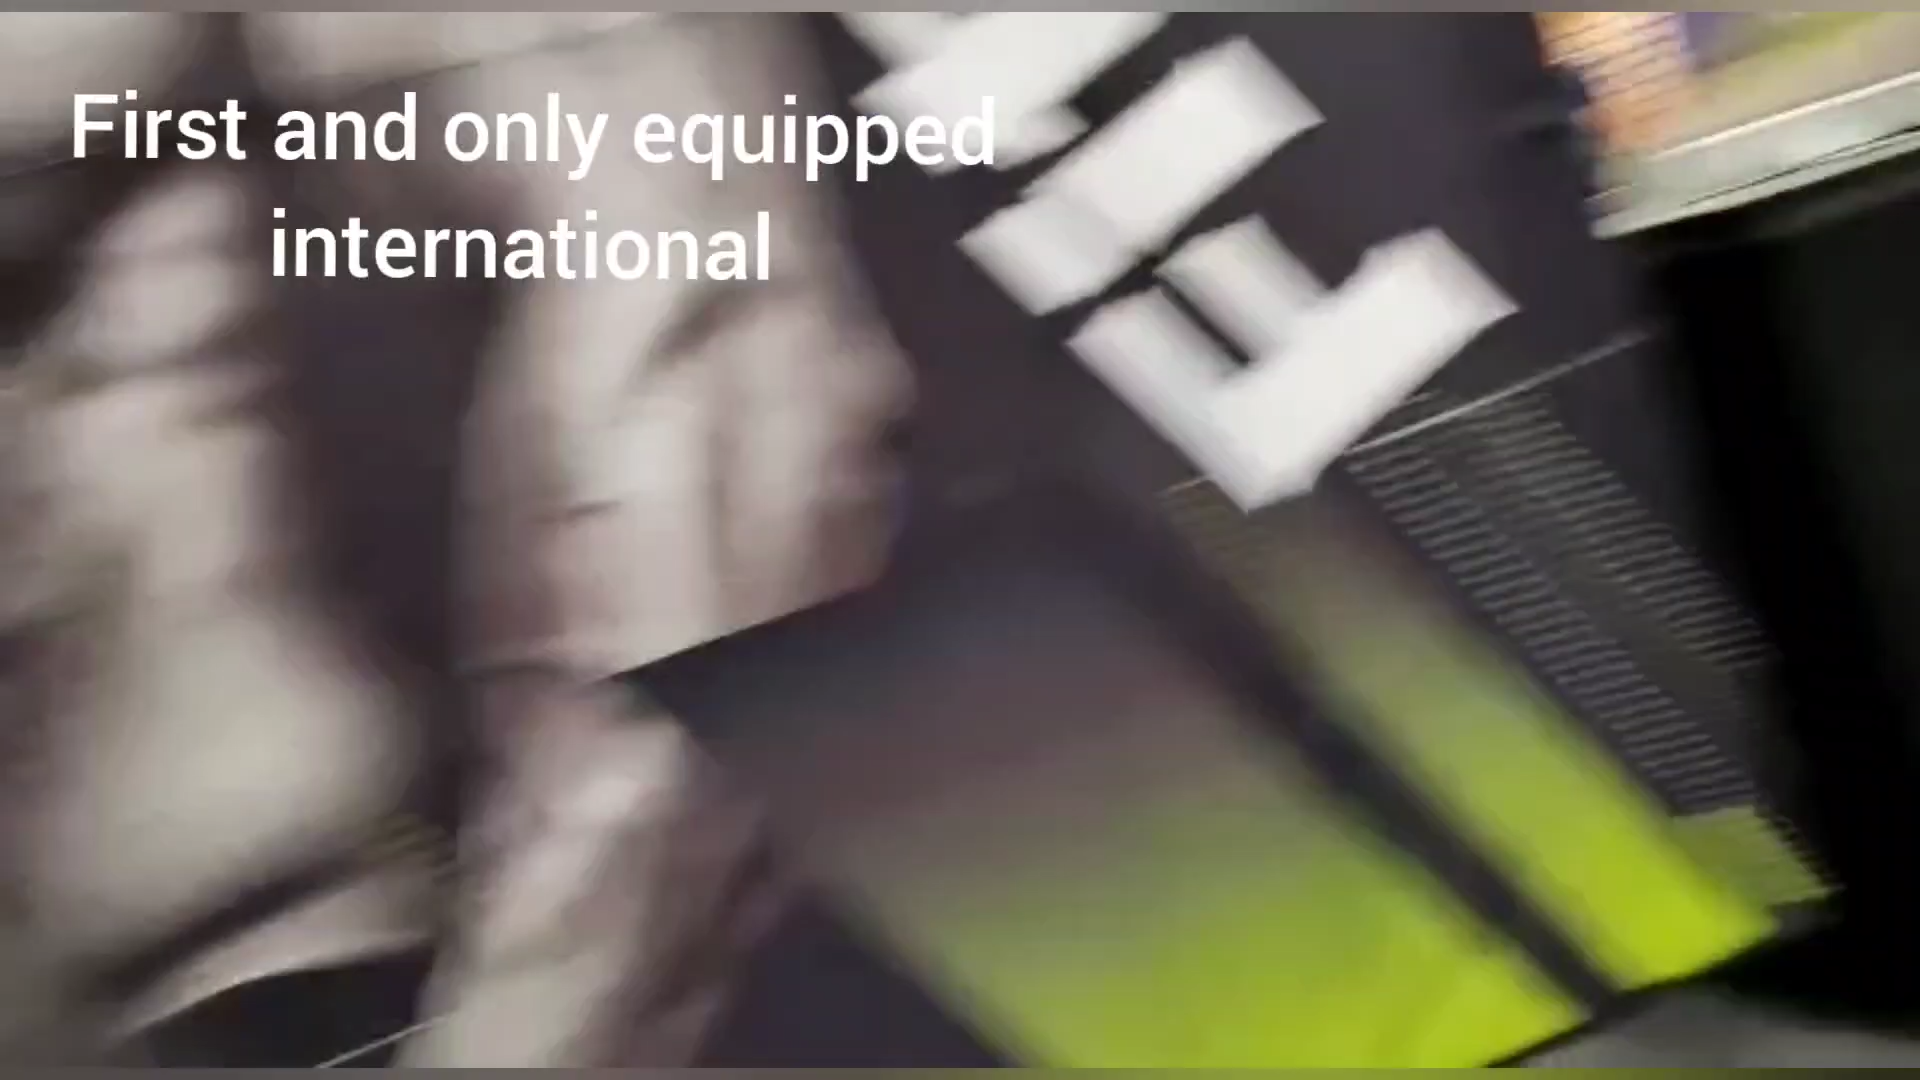 First and only equipped
international